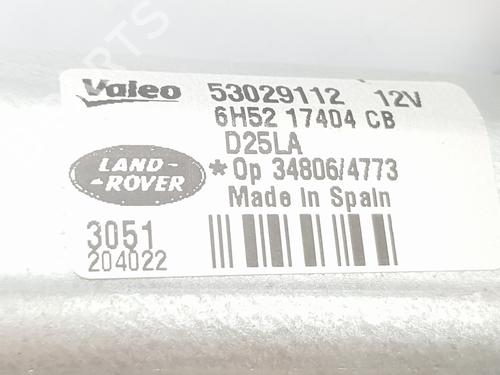 Valeo 53029112 12V
6H52 17404 CB
D25LA
LAND-
-ROVER
*Op 34806/4773
Made In Spain
3051
204022